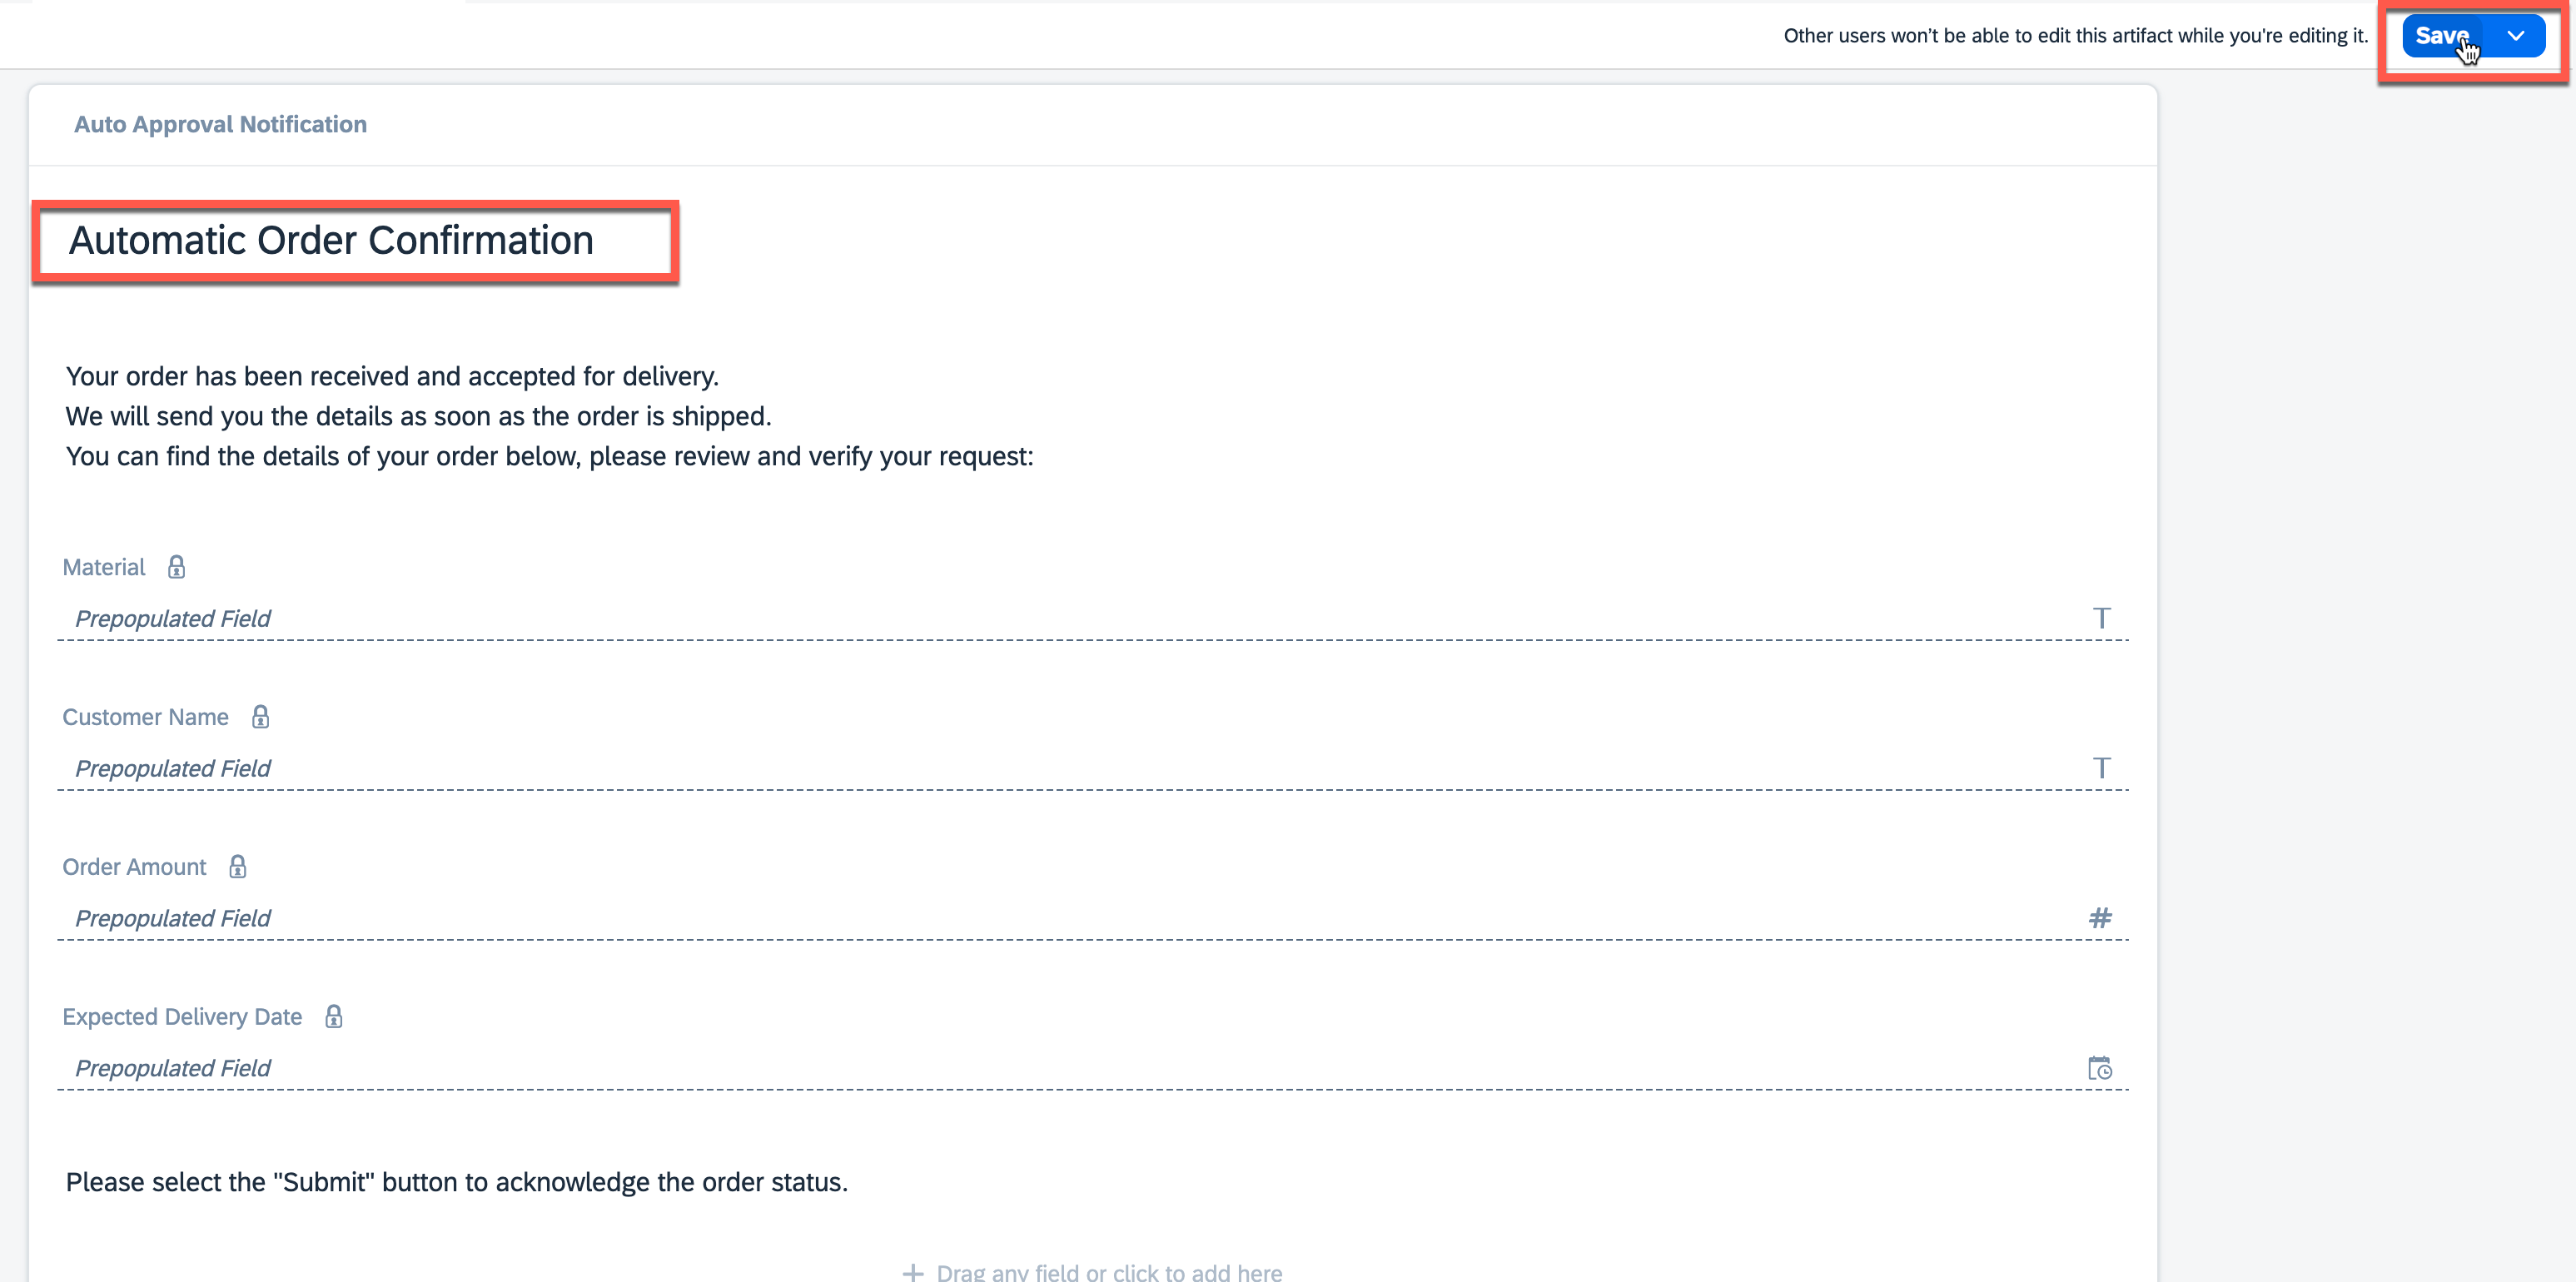 Other users won't be able to edit this artifact while you're editing it.
Save
Auto Approval Notification
Automatic Order Confirmation
Your order has been received and accepted for delivery.
We will send you the details as soon as the order is shipped.
You can find the details of your order below, please review and verify your request:
Material
Prepopulated Field
T
Customer Name
Prepopulated Field
T
Order Amount
Prepopulated Field
#
Expected Delivery Date
Prepopulated Field
Please select the "Submit" button to acknowledge the order status.
+ Drag any field or click to add here